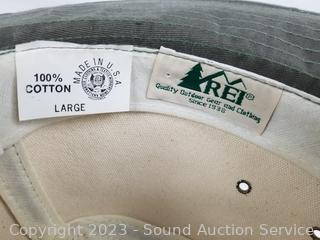 100%
COTTON
MADE IN U.S.A
LARGE
REI®
Quality Outdoor Gear and Clothing
Since 1938
Copyright 2023 - Sound Auction Service